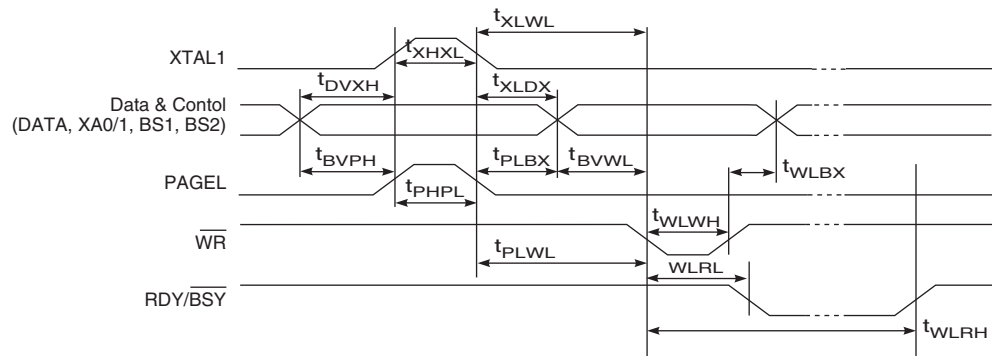 tXLWL
XTAL1
tXHXL
tDVXH
tXLDX
Data & Contol
(DATA, XA0/1, BS1, BS2)
tBVPH
tPLBX
tBVWL
tWLBX
PAGEL
tPHPL
tWLWH
WR
tPLWL
WLRL
RDY/BSY
tWLRH